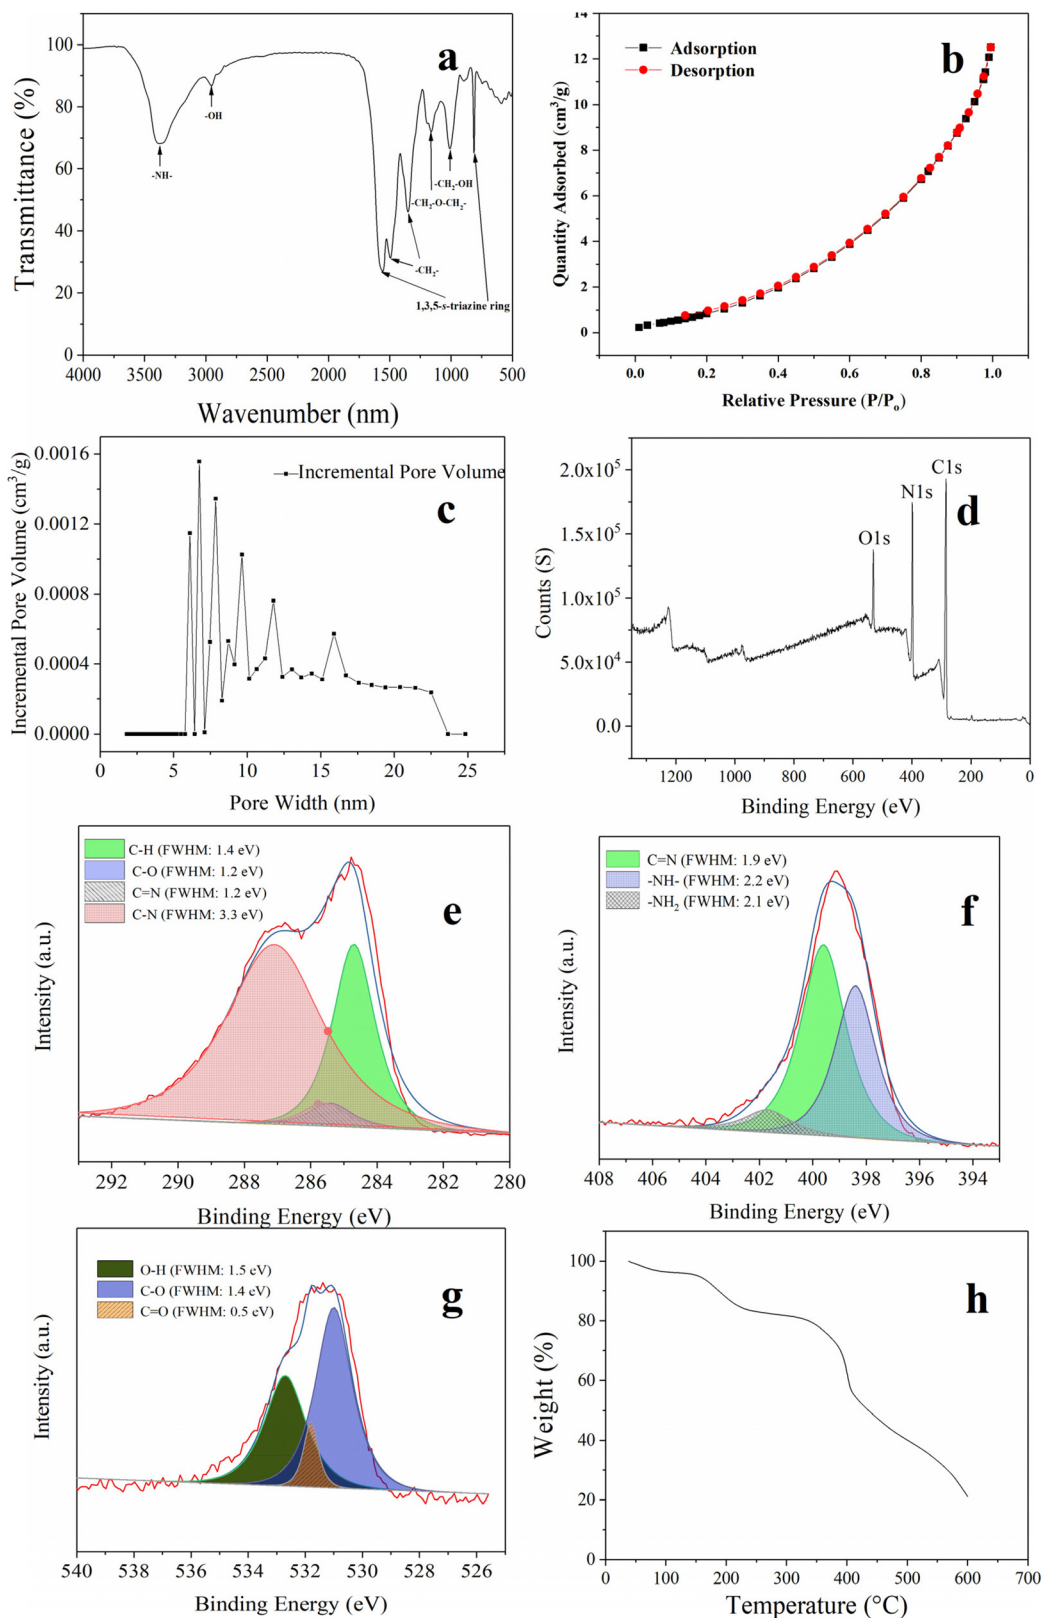 a
100
80
60
40
20
0
Transmittance (%)
-NH-
-OH
-CH2-OH
-CH2-O-CH2-
-CH2-
1,3,5-s-triazine ring
4000 3500 3000 2500 2000 1500 1000 500
Wavenumber (nm)
b
Adsorption
Desorption
14
12
10
8
6
4
2
0
Quantity Adsorbed (cm³/g)
0.0 0.2 0.4 0.6 0.8 1.0
Relative Pressure (P/Po)
c
Incremental Pore Volume
0.0016
0.0012
0.0008
0.0004
0.0000
Incremental Pore Volume (cm³/g)
0 5 10 15 20 25
Pore Width (nm)
d
C1s
N1s
O1s
2.0x10⁵
1.5x10⁵
1.0x10⁵
5.0x10⁴
0.0
Counts (S)
1200 1000 800 600 400 200 0
Binding Energy (eV)
e
C-H (FWHM: 1.4 eV)
C-O (FWHM: 1.2 eV)
C=N (FWHM: 1.2 eV)
C-N (FWHM: 3.3 eV)
Intensity (a.u.)
292 290 288 286 284 282 280
Binding Energy (eV)
f
C=N (FWHM: 1.9 eV)
-NH- (FWHM: 2.2 eV)
-NH2 (FWHM: 2.1 eV)
Intensity (a.u.)
408 406 404 402 400 398 396 394
Binding Energy (eV)
g
O-H (FWHM: 1.5 eV)
C-O (FWHM: 1.4 eV)
C=O (FWHM: 0.5 eV)
Intensity (a.u.)
540 538 536 534 532 530 528 526
Binding Energy (eV)
h
100
80
60
40
20
0
Weight (%)
0 100 200 300 400 500 600 700
Temperature (°C)